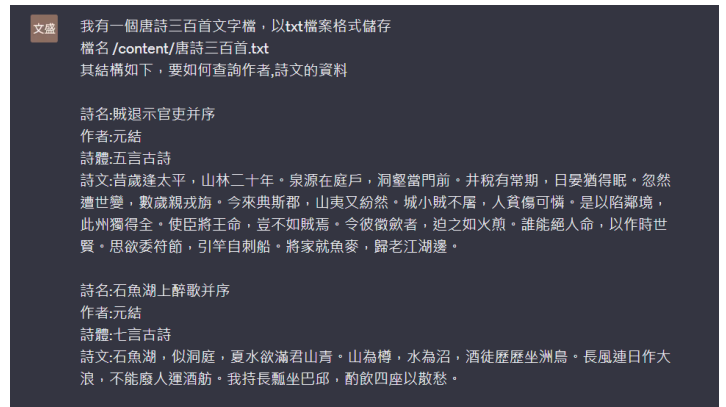 文盛
我有一個唐詩三百首文字檔，以txt檔案格式儲存
檔名 /content/唐詩三百首.txt
其結構如下，要如何查詢作者,詩文的資料
詩名:賊退示官吏并序
作者:元結
詩體:五言古詩
詩文:昔歲逢太平，山林二十年。泉源在庭戶，洞壑當門前。井稅有常期，日晏猶得眠。忽然
遭世變，數歲親戎旃。今來典斯郡，山夷又紛然。城小賊不屠，人貧傷可憐。是以陷鄰境，
此州獨得全。使臣將王命，豈不如賊焉。令彼徵斂者，迫之如火煎。誰能絕人命，以作時世
賢。思欲委符節，引竿自刺船。將家就魚麥，歸老江湖邊。
詩名:石魚湖上醉歌并序
作者:元結
詩體:七言古詩
詩文:石魚湖，似洞庭，夏水欲滿君山青。山為樽，水為沼，酒徒歷歷坐洲鳥。長風連日作大
浪，不能廢人運酒舫。我持長瓢坐巴邱，酌飲四座以散愁。